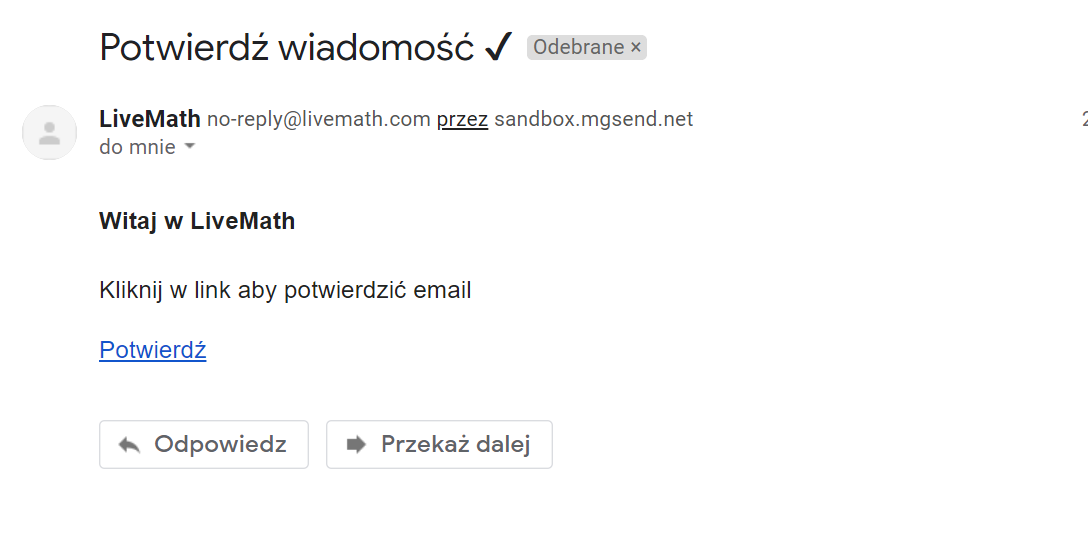 Potwierdź wiadomość ✔ Odebrane ×
LiveMath no-reply@livemath.com przez sandbox.mgsend.net
do mnie
Witaj w LiveMath
Kliknij w link aby potwierdzić email
Potwierdź
Odpowiedz Przekaż dalej